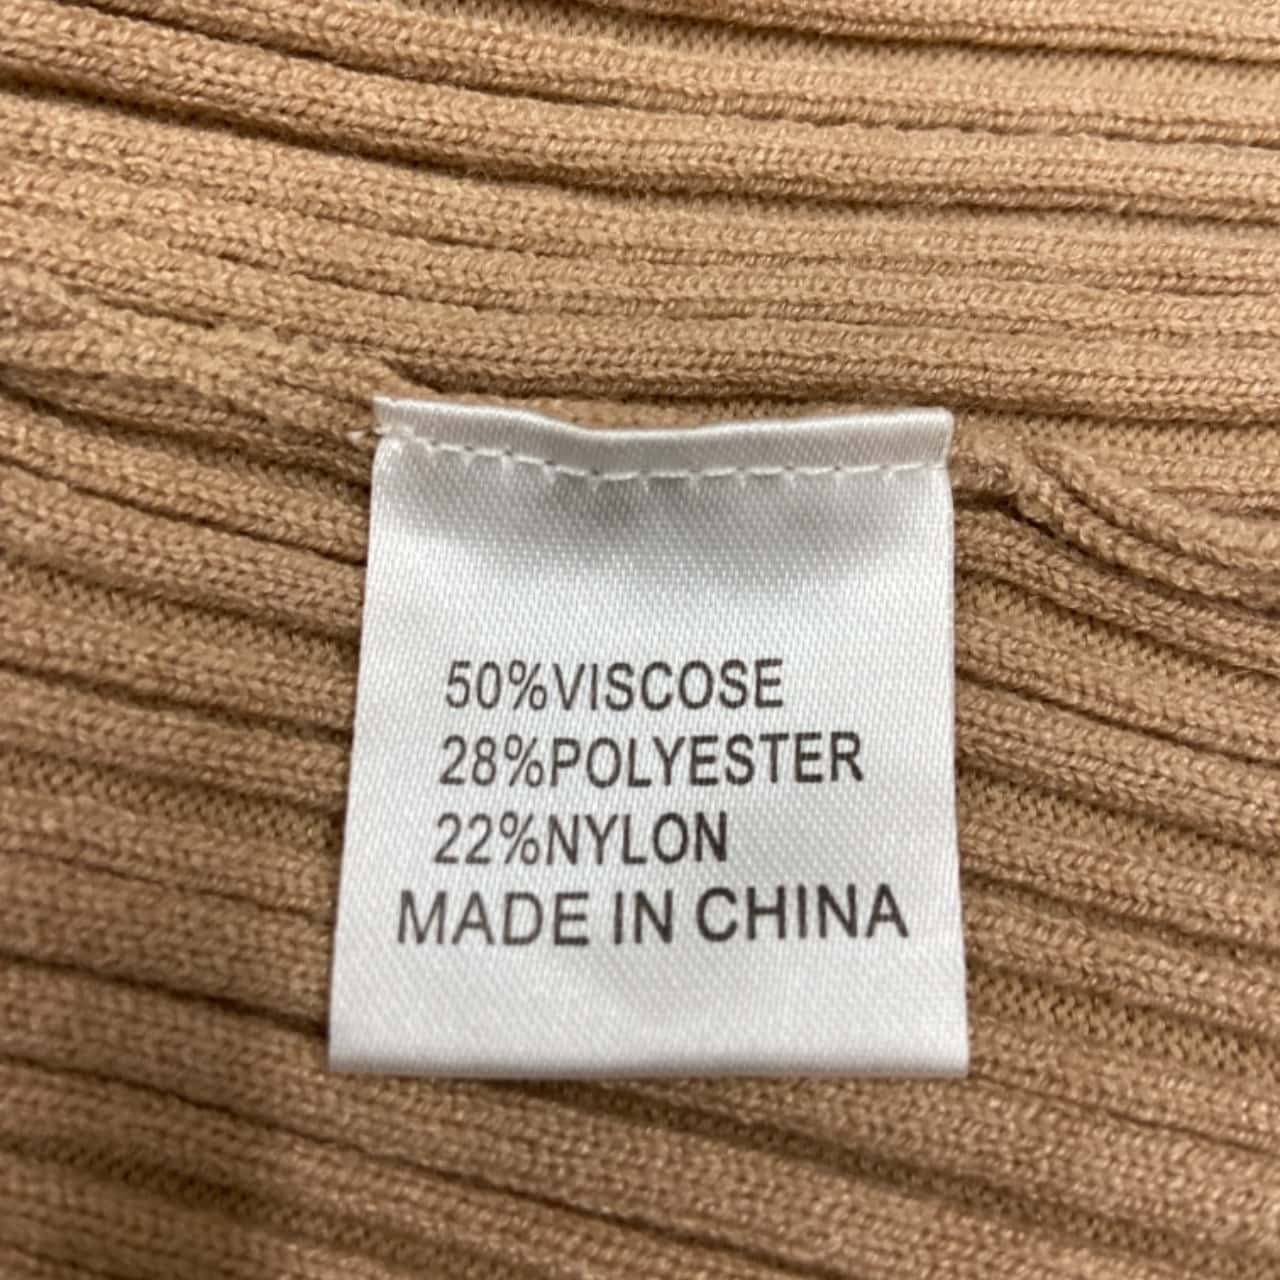 50%VISCOSE
28%POLYESTER
22%NYLON
MADE IN CHINA